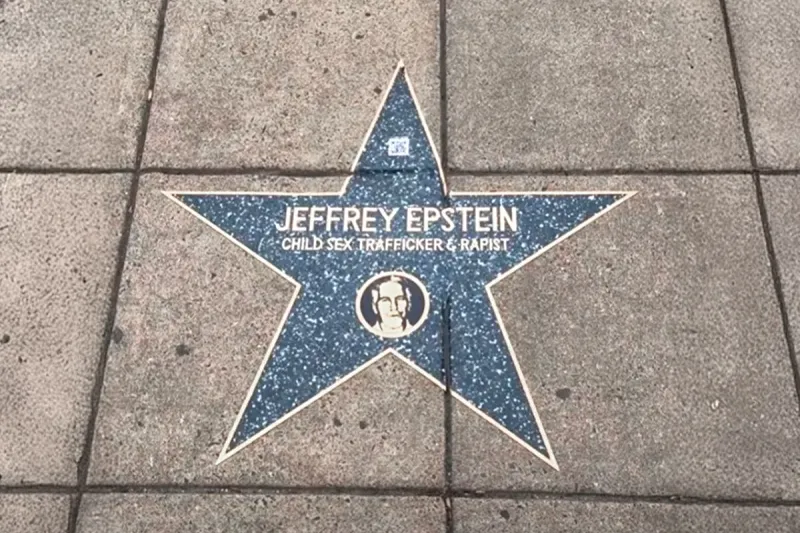 JEFFREY EPSTEIN
CHILD SEX TRAFFICKER & RAPIST